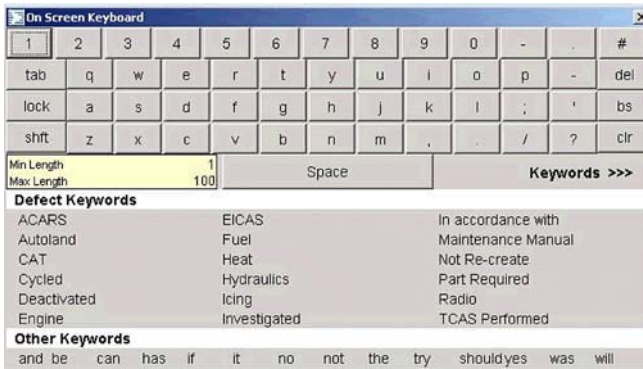 On Screen Keyboard
1 2 3 4 5 6 7 8 9 0 - . #
tab q w e r t y u i o p - del
lock a s d f g h j k l ; ' bs
shft z x c v b n m , . / ? clr
Min Length 1
Max Length 100
Space
Keywords >>>
Defect Keywords
ACARS EICAS In accordance with
Autoland Fuel Maintenance Manual
CAT Heat Not Re-create
Cycled Hydraulics Part Required
Deactivated Icing Radio
Engine Investigated TCAS Performed
Other Keywords
and be can has if it no not the try should yes was will